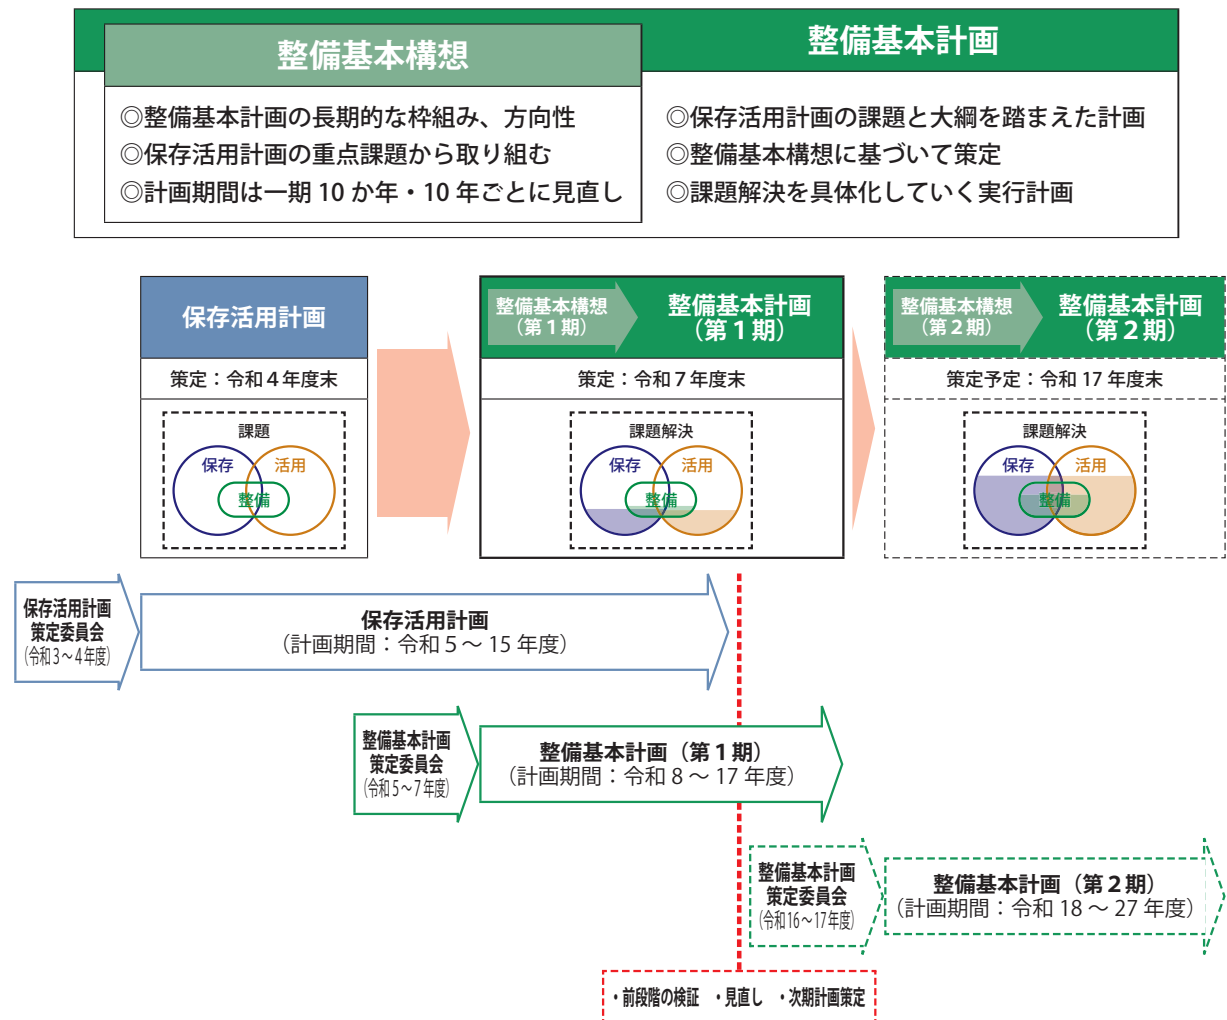 整備基本構想
整備基本計画
◎整備基本計画の長期的な枠組み、方向性
◎保存活用計画の重点課題から取り組む
◎計画期間は一期 10 か年・10 年ごとに見直し
◎保存活用計画の課題と大綱を踏まえた計画
◎整備基本構想に基づいて策定
◎課題解決を具体化していく実行計画
保存活用計画
策定：令和４年度末
課題
保存
活用
整備
整備基本構想
（第１期）
整備基本計画
（第１期）
策定：令和７年度末
課題解決
保存
活用
整備
整備基本構想
（第２期）
整備基本計画
（第２期）
策定予定：令和 17 年度末
課題解決
保存
活用
整備
保存活用計画
策定委員会
（令和３～４年度）
保存活用計画
（計画期間：令和５～ 15 年度）
整備基本計画
策定委員会
（令和５～７年度）
整備基本計画（第１期）
（計画期間：令和８～ 17 年度）
整備基本計画
策定委員会
（令和16～17年度）
整備基本計画（第２期）
（計画期間：令和 18 ～ 27 年度）
・前段階の検証　・見直し　・次期計画策定